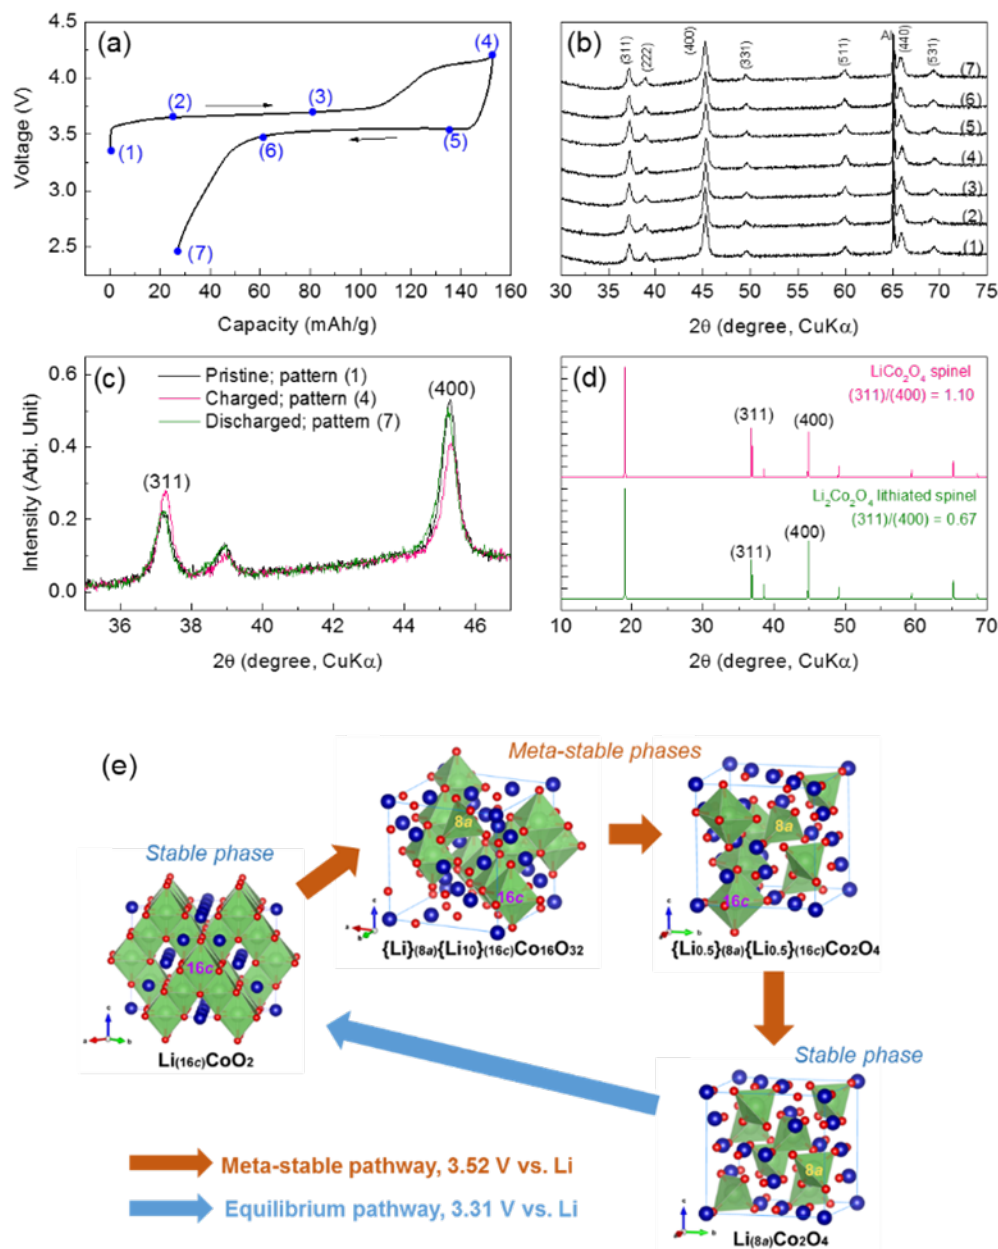 (a)
Voltage (V)
4.5
4.0
3.5
3.0
2.5
(1)
(2)
(3)
(4)
(5)
(6)
(7)
0 20 40 60 80 100 120 140 160
Capacity (mAh/g)
(b)
(311)
(222)
(400)
(331)
(511)
Al
(440)
(531)
(7)
(6)
(5)
(4)
(3)
(2)
(1)
30 35 40 45 50 55 60 65 70 75
2θ (degree, CuKα)
(c)
Intensity (Arbi. Unit)
0.6
0.4
0.2
0.0
Pristine; pattern (1)
Charged; pattern (4)
Discharged; pattern (7)
(311)
(400)
36 38 40 42 44 46
2θ (degree, CuKα)
(d)
LiCo2O4 spinel
(311)/(400) = 1.10
(311)
(400)
Li2Co2O4 lithiated spinel
(311)/(400) = 0.67
(311)
(400)
10 20 30 40 50 60 70
2θ (degree, CuKα)
(e)
Meta-stable phases
Stable phase
8a
16c
{Li}(8a){Li10}(16c)Co16O32
8a
16c
{Li0.5}(8a){Li0.5}(16c)Co2O4
16c
Li(16c)CoO2
Stable phase
8a
Li(8a)Co2O4
Meta-stable pathway, 3.52 V vs. Li
Equilibrium pathway, 3.31 V vs. Li